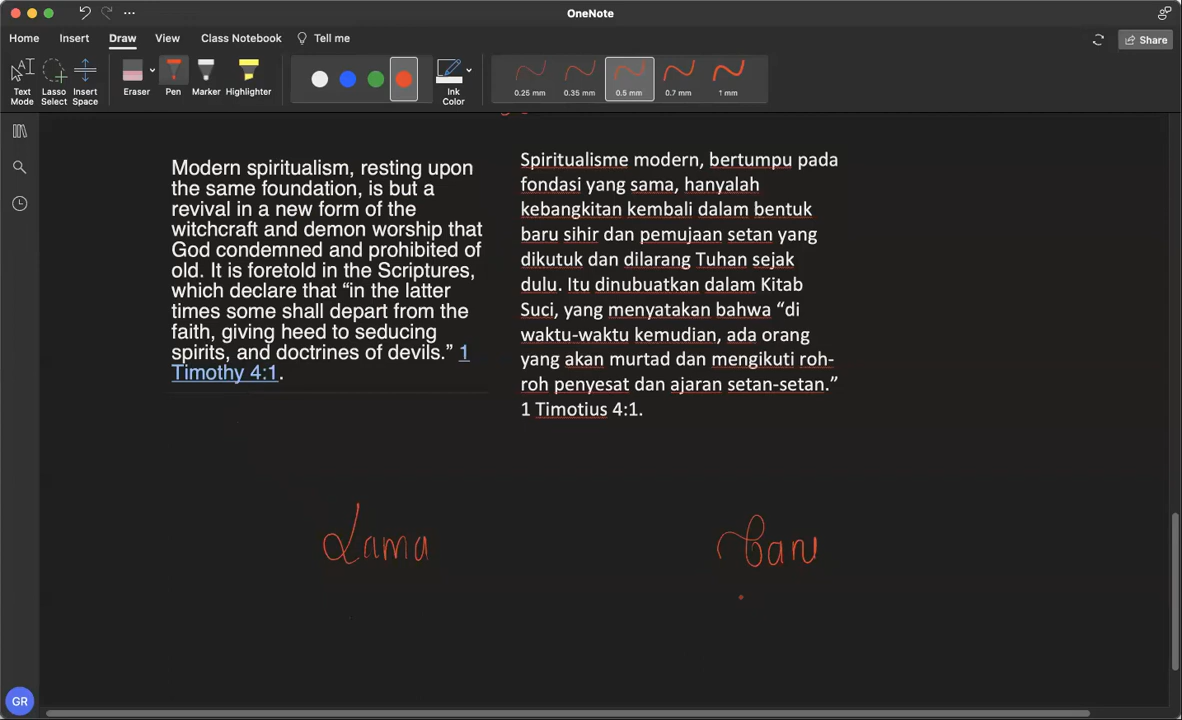 OneNote
Home Insert Draw View Class Notebook Tell me
Share
Text Mode
Lasso Select
Insert Space
Eraser
Pen
Marker
Highlighter
Ink Color
0.25 mm
0.35 mm
0.5 mm
0.7 mm
1 mm
Modern spiritualism, resting upon
the same foundation, is but a
revival in a new form of the
witchcraft and demon worship that
God condemned and prohibited of
old. It is foretold in the Scriptures,
which declare that “in the latter
times some shall depart from the
faith, giving heed to seducing
spirits, and doctrines of devils.” 1
Timothy 4:1.
Spiritualisme modern, bertumpu pada
fondasi yang sama, hanyalah
kebangkitan kembali dalam bentuk
baru sihir dan pemujaan setan yang
dikutuk dan dilarang Tuhan sejak
dulu. Itu dinubuatkan dalam Kitab
Suci, yang menyatakan bahwa “di
waktu-waktu kemudian, ada orang
yang akan murtad dan mengikuti roh-
roh penyesat dan ajaran setan-setan.”
1 Timotius 4:1.
Lama
baru
GR